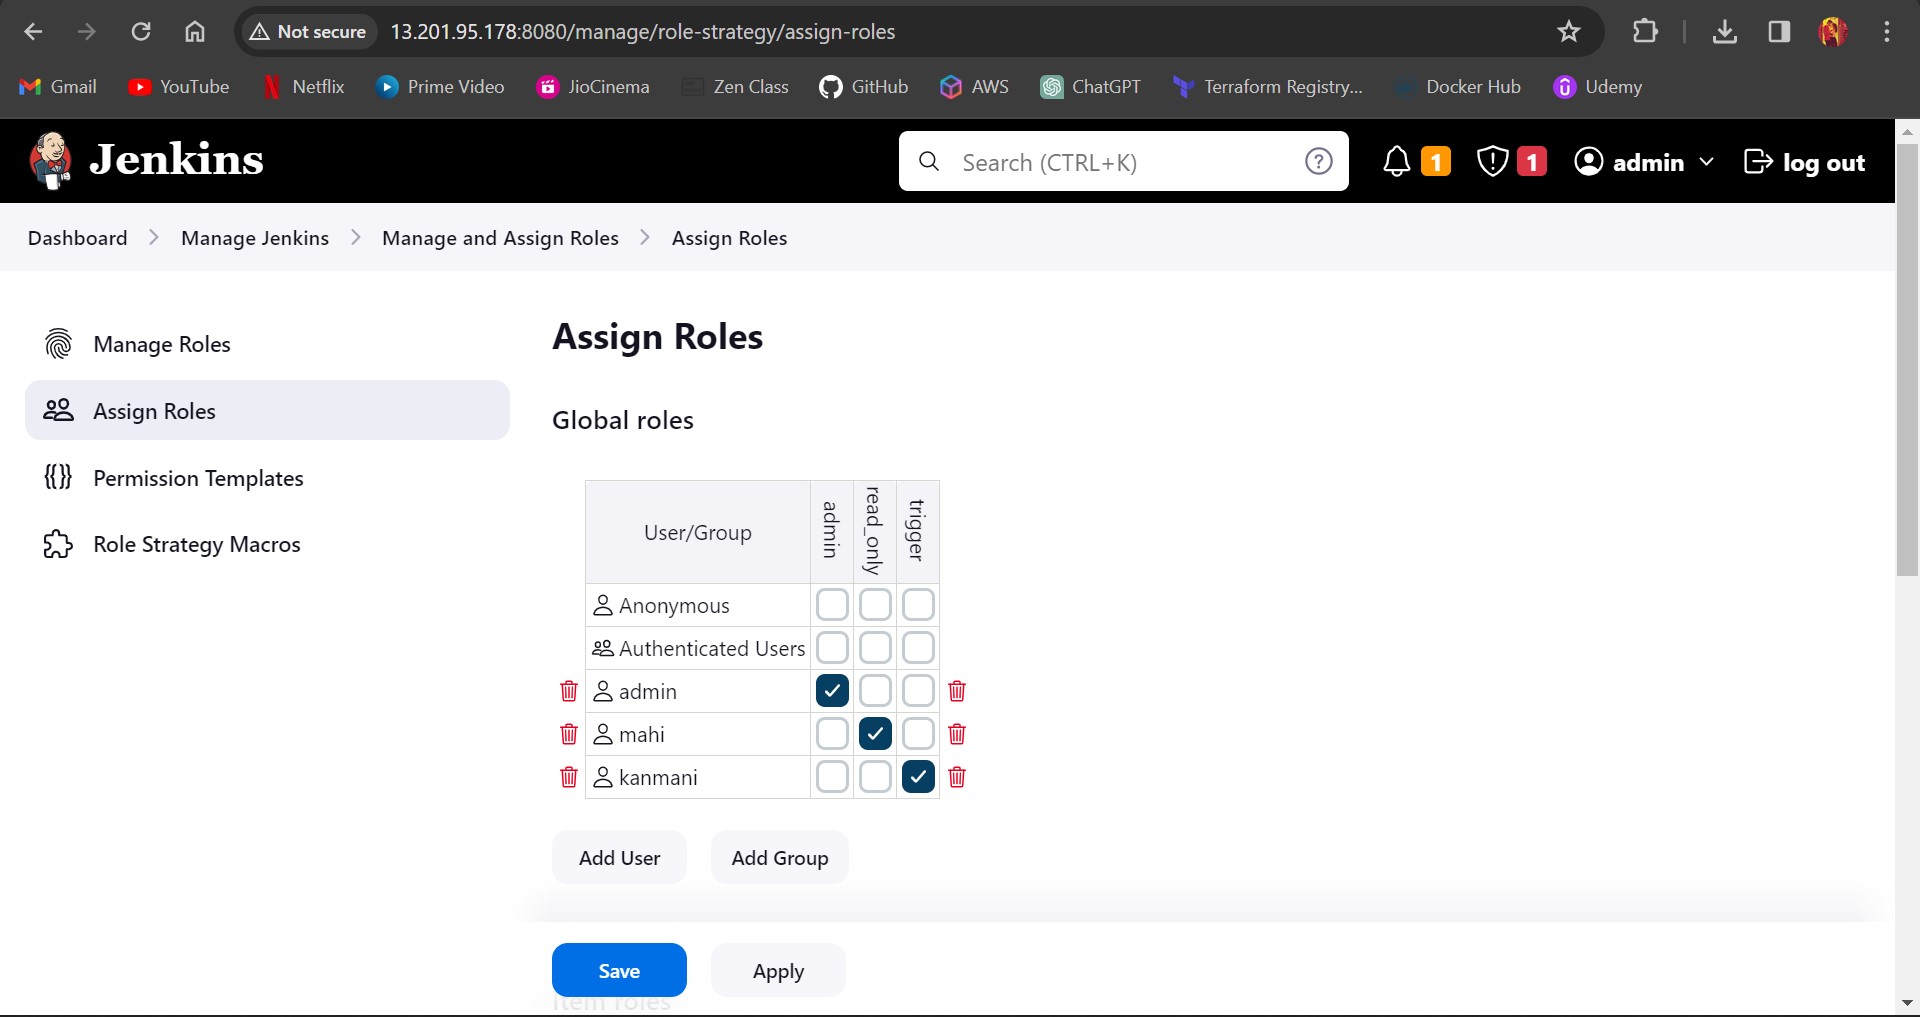 Not secure 13.201.95.178:8080/manage/role-strategy/assign-roles
Gmail YouTube Netflix Prime Video JioCinema Zen Class GitHub AWS ChatGPT Terraform Registry... Docker Hub Udemy
Jenkins Search (CTRL+K) 1 1 admin log out
Dashboard Manage Jenkins Manage and Assign Roles Assign Roles
Manage Roles
Assign Roles
Permission Templates
Role Strategy Macros
Assign Roles
Global roles
User/Group admin read_only trigger
Anonymous
Authenticated Users
admin
mahi
kanmani
Add User Add Group
Save Apply
Item roles